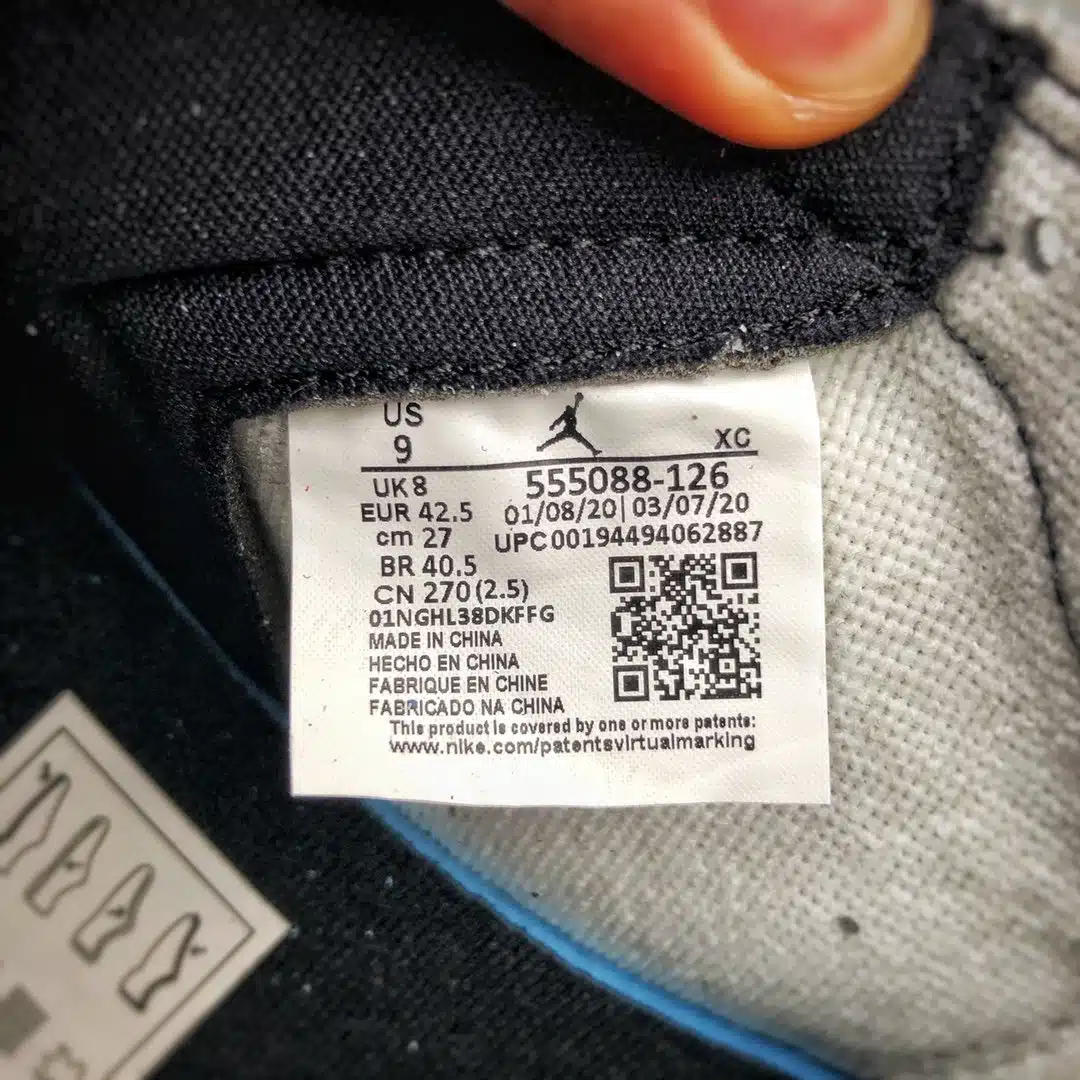 US
9
XC
UK 8
555088-126
EUR 42.5
01/08/20|03/07/20
cm 27
UPC00194494062887
BR 40.5
CN 270(2.5)
01NGHL38DKFFG
MADE IN CHINA
HECHO EN CHINA
FABRIQUE EN CHINE
FABRICADO NA CHINA
This product is covered by one or more patents:
www.nike.com/patentsvirtualmarking